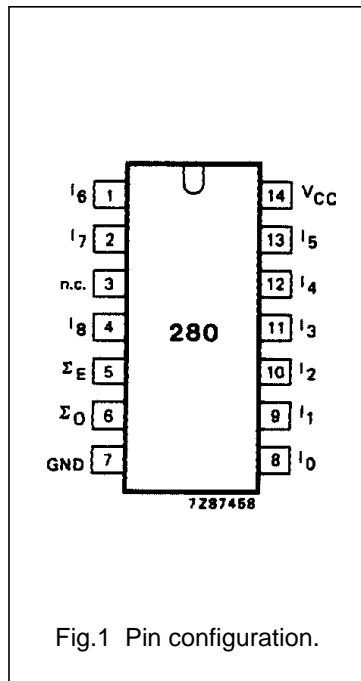 I6 1 14 VCC
I7 2 13 I5
n.c. 3 12 I4
I8 4 280 11 I3
ΣE 5 10 I2
ΣO 6 9 I1
GND 7 8 I0
7Z87458
Fig.1 Pin configuration.